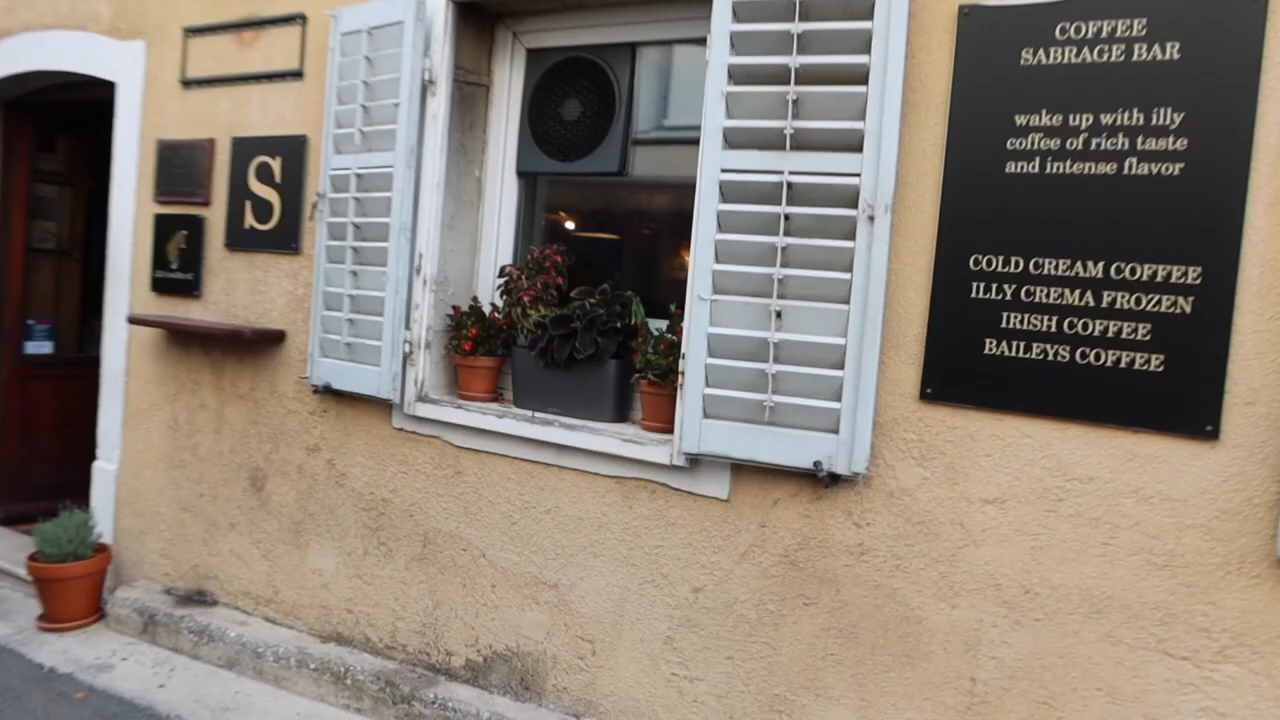 S
COFFEE
SABRAGE BAR
wake up with illy
coffee of rich taste
and intense flavor
COLD CREAM COFFEE
ILLY CREMA FROZEN
IRISH COFFEE
BAILEYS COFFEE